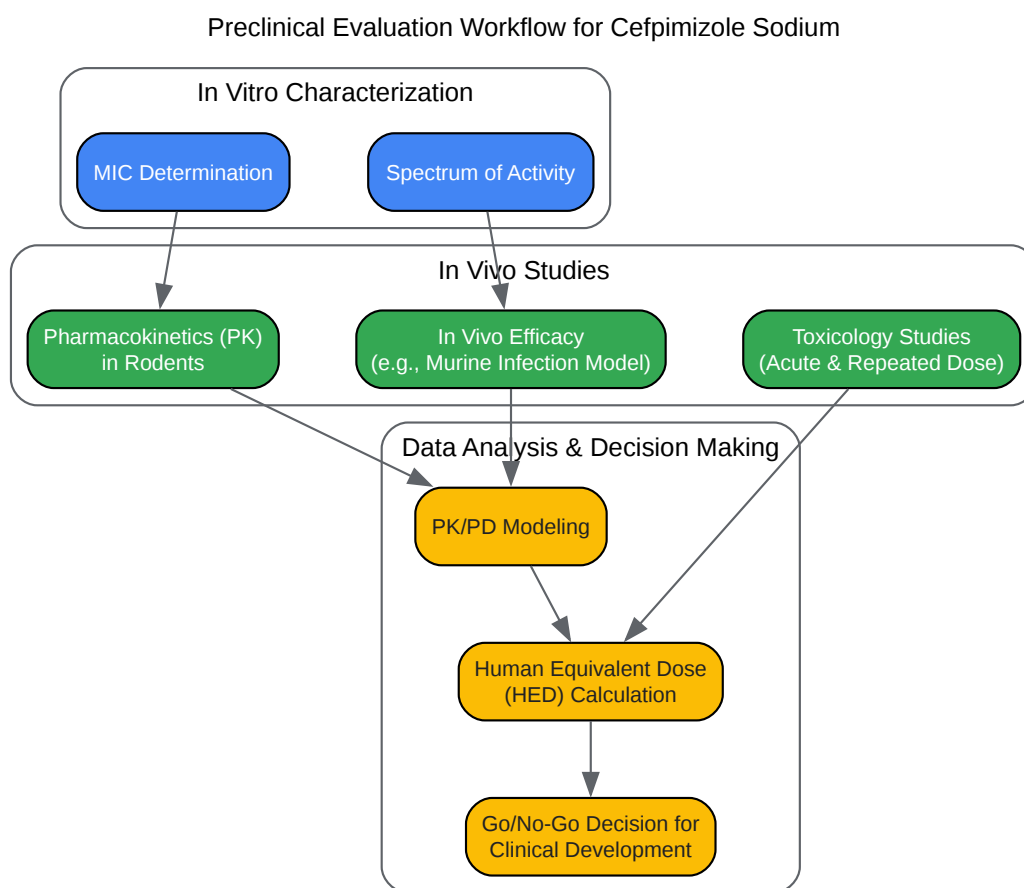 Preclinical Evaluation Workflow for Cefpimizole Sodium
In Vitro Characterization
MIC Determination
Spectrum of Activity
In Vivo Studies
Pharmacokinetics (PK)
in Rodents
In Vivo Efficacy
(e.g., Murine Infection Model)
Toxicology Studies
(Acute & Repeated Dose)
Data Analysis & Decision Making
PK/PD Modeling
Human Equivalent Dose
(HED) Calculation
Go/No-Go Decision for
Clinical Development